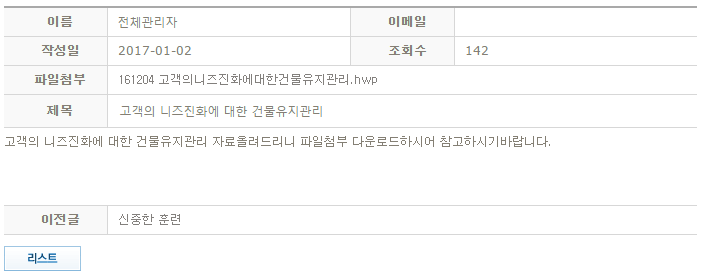 이름 전체관리자 이메일
작성일 2017-01-02 조회수 142
파일첨부 161204 고객의니즈진화에대한건물유지관리.hwp
제목 고객의 니즈진화에 대한 건물유지관리
고객의 니즈진화에 대한 건물유지관리 자료올려드리니 파일첨부 다운로드하시어 참고하시기바랍니다.
이전글 신중한 훈련
리스트